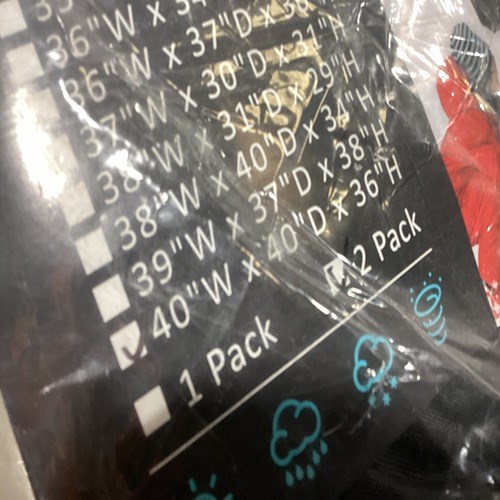 36"W x
36"W x 37"D x 36
37"W x 30"D x 31"H
38"W x 31"D x 29"H
38"W x 40"D x 34"H
39"W x 37"D x 38"H
40"W x 40"D x 36"H
1 Pack 2 Pack